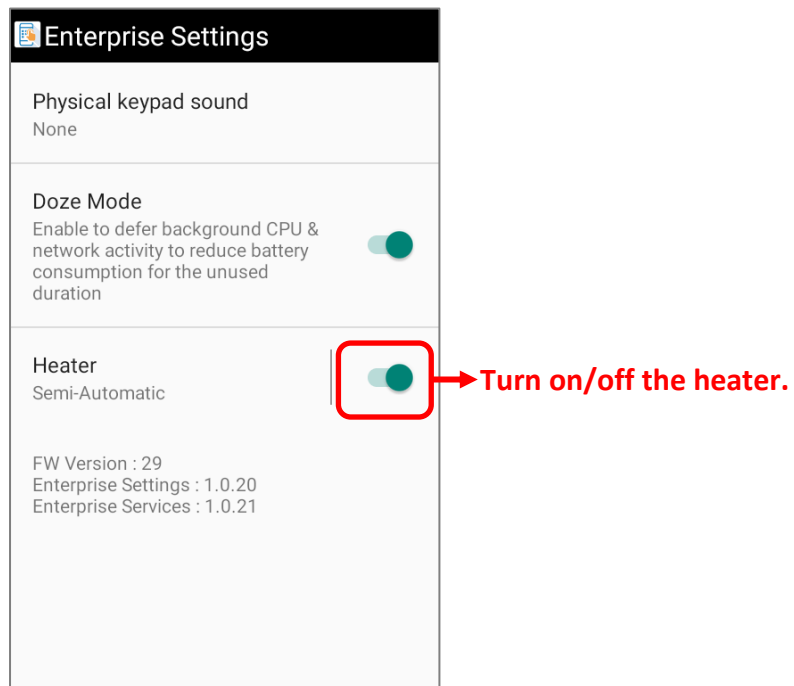 Enterprise Settings
Physical keypad sound
None
Doze Mode
Enable to defer background CPU &
network activity to reduce battery
consumption for the unused
duration
Heater
Semi-Automatic
Turn on/off the heater.
FW Version : 29
Enterprise Settings : 1.0.20
Enterprise Services : 1.0.21